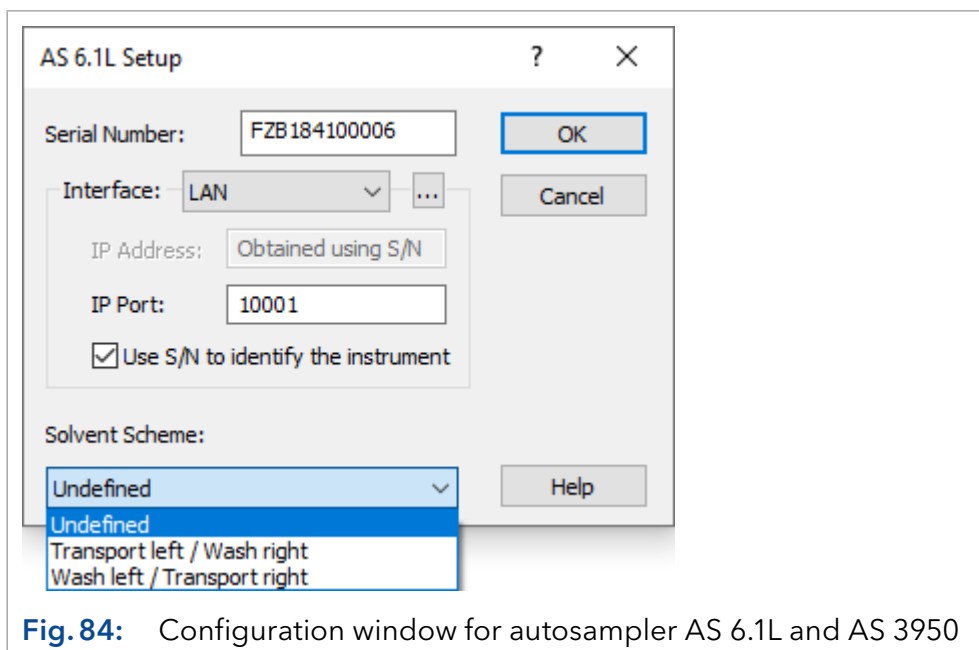 AS 6.1L Setup ? ×
Serial Number: FZB184100006 OK
Interface: LAN ... Cancel
IP Address: Obtained using S/N
IP Port: 10001
Use S/N to identify the instrument
Solvent Scheme:
Undefined Help
Undefined
Transport left / Wash right
Wash left / Transport right
Fig. 84: Configuration window for autosampler AS 6.1L and AS 3950